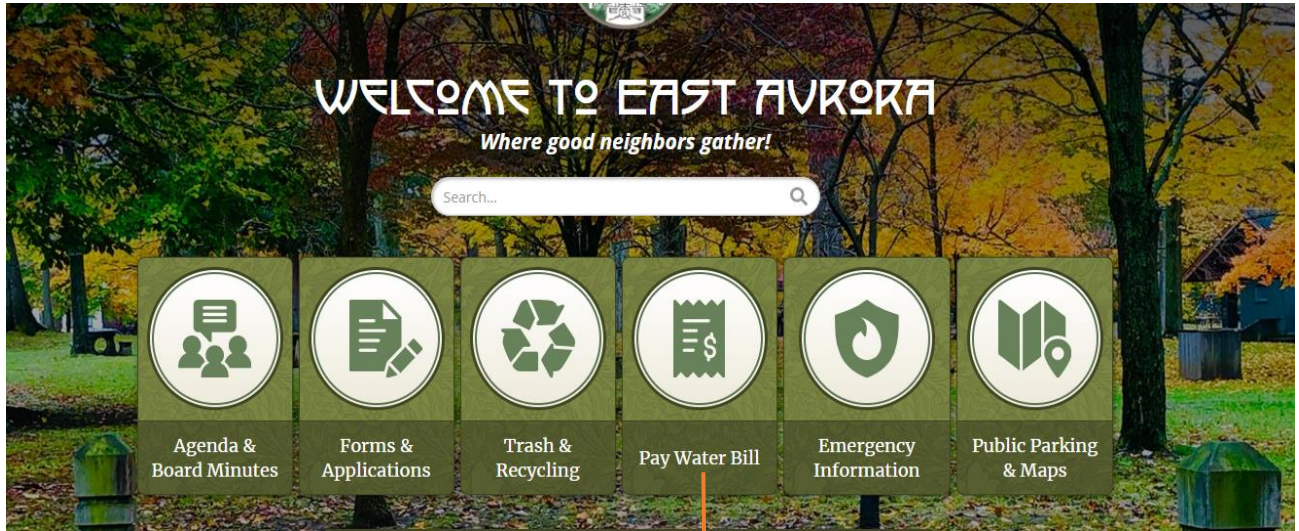 WELCOME TO EAST AVRORA
Where good neighbors gather!
Search...
Agenda &
Board Minutes
Forms &
Applications
Trash &
Recycling
$
Pay Water Bill
Emergency
Information
Public Parking
& Maps